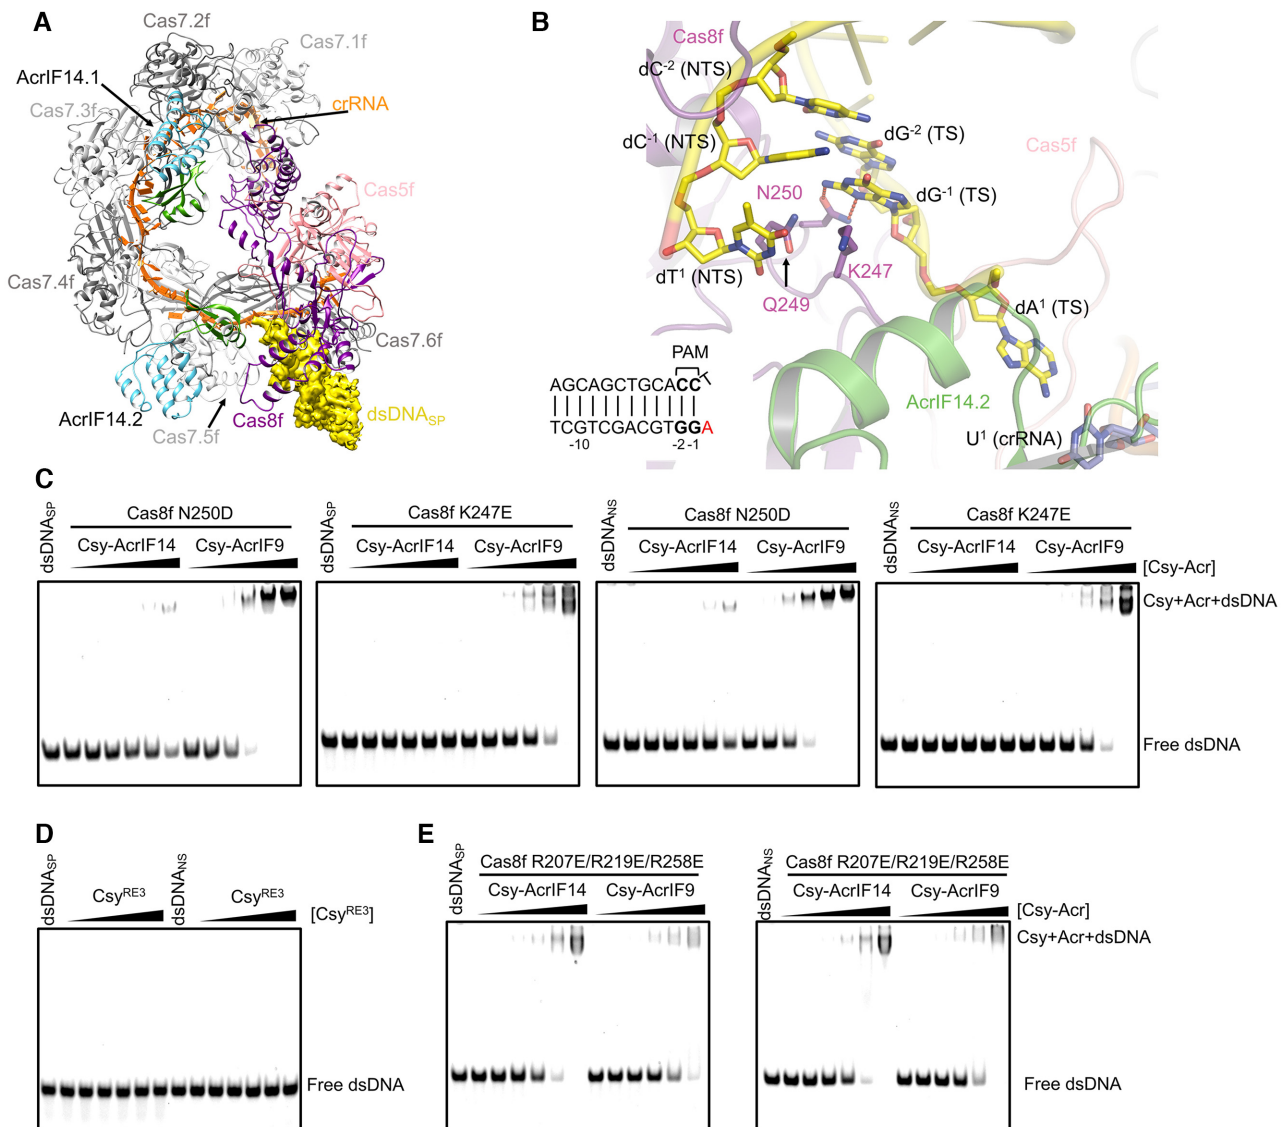 A
Cas7.2f
Cas7.1f
AcrIF14.1
Cas7.3f
crRNA
Cas5f
Cas7.4f
Cas7.6f
AcrIF14.2
Cas7.5f
Cas8f
dsDNASP
B
Cas8f
dC-2 (NTS)
dC-1 (NTS)
dG-2 (TS)
Cas5f
N250
dG-1 (TS)
dT1 (NTS)
K247
Q249
dA1 (TS)
AcrIF14.2
U1 (crRNA)
PAM
AGCAGCTGCACC
TCGTCGACGTGGA
-10 -2 -1
C
dsDNASP
Cas8f N250D
Csy-AcrIF14 Csy-AcrIF9
dsDNASP
Cas8f K247E
Csy-AcrIF14 Csy-AcrIF9
dsDNANS
Cas8f N250D
Csy-AcrIF14 Csy-AcrIF9
dsDNANS
Cas8f K247E
Csy-AcrIF14 Csy-AcrIF9
[Csy-Acr]
Csy+Acr+dsDNA
Free dsDNA
D
dsDNASP
CsyRE3
dsDNANS
CsyRE3
[CsyRE3]
Free dsDNA
E
dsDNASP
Cas8f R207E/R219E/R258E
Csy-AcrIF14 Csy-AcrIF9
dsDNANS
Cas8f R207E/R219E/R258E
Csy-AcrIF14 Csy-AcrIF9
[Csy-Acr]
Csy+Acr+dsDNA
Free dsDNA